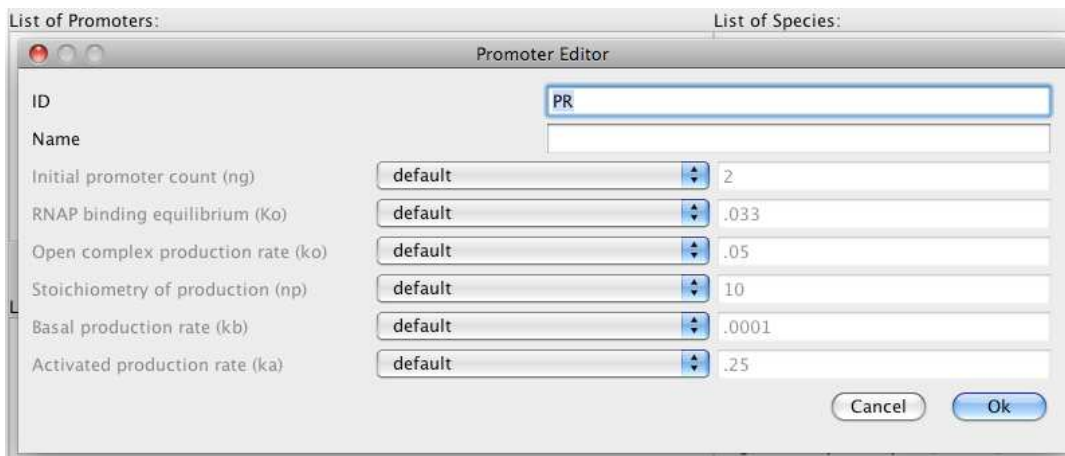 List of Promoters: List of Species:
Promoter Editor
ID PR
Name
Initial promoter count (ng) default 2
RNAP binding equilibrium (Ko) default .033
Open complex production rate (ko) default .05
Stoichiometry of production (np) default 10
Basal production rate (kb) default .0001
Activated production rate (ka) default .25
Cancel Ok